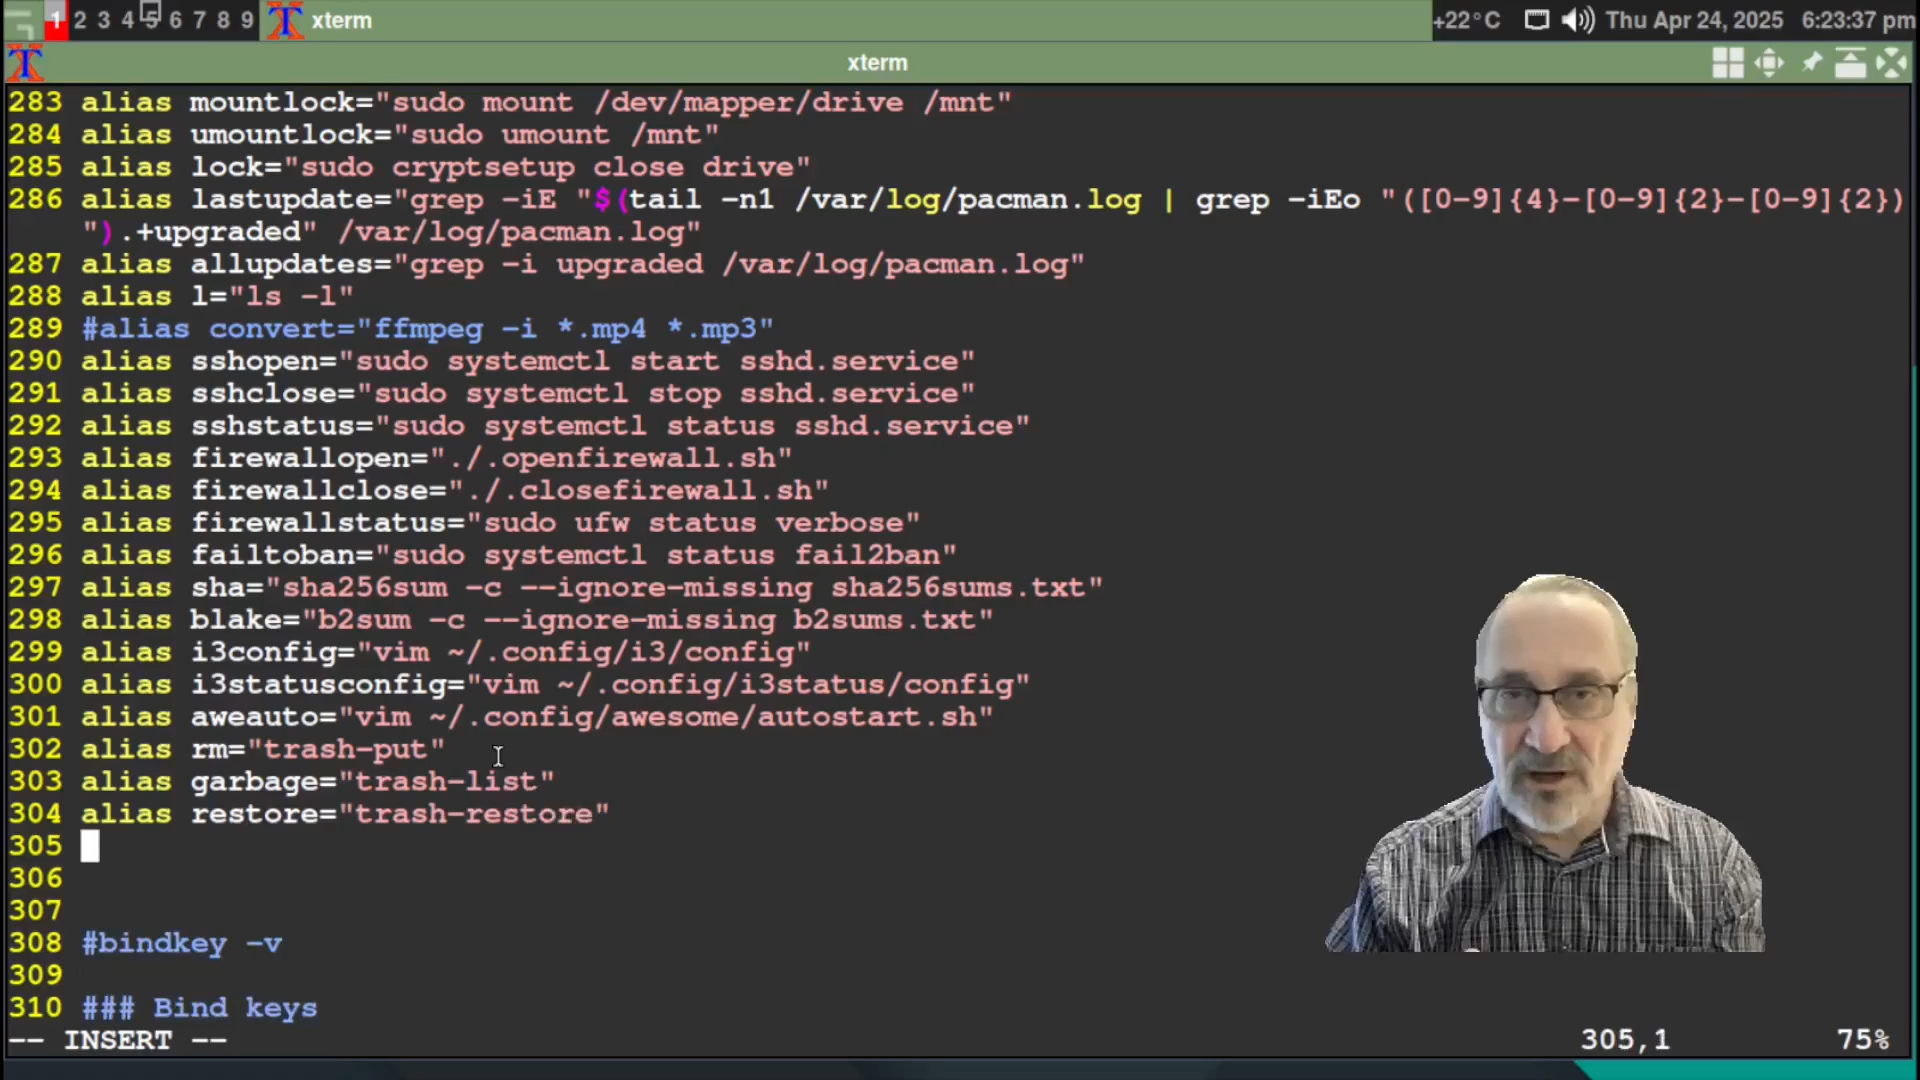 1 2 3 4 5 6 7 8 9 xterm +22°C Thu Apr 24, 2025 6:23:37 pm
xterm
283 alias mountlock="sudo mount /dev/mapper/drive /mnt"
284 alias umountlock="sudo umount /mnt"
285 alias lock="sudo cryptsetup close drive"
286 alias lastupdate="grep -iE "$(tail -n1 /var/log/pacman.log | grep -iEo "([0-9]{4}-[0-9]{2}-[0-9]{2})
").+upgraded" /var/log/pacman.log"
287 alias allupdates="grep -i upgraded /var/log/pacman.log"
288 alias l="ls -l"
289 #alias convert="ffmpeg -i *.mp4 *.mp3"
290 alias sshopen="sudo systemctl start sshd.service"
291 alias sshclose="sudo systemctl stop sshd.service"
292 alias sshstatus="sudo systemctl status sshd.service"
293 alias firewallopen="./.openfirewall.sh"
294 alias firewallclose="./.closefirewall.sh"
295 alias firewallstatus="sudo ufw status verbose"
296 alias failtoban="sudo systemctl status fail2ban"
297 alias sha="sha256sum -c --ignore-missing sha256sums.txt"
298 alias blake="b2sum -c --ignore-missing b2sums.txt"
299 alias i3config="vim ~/.config/i3/config"
300 alias i3statusconfig="vim ~/.config/i3status/config"
301 alias aweauto="vim ~/.config/awesome/autostart.sh"
302 alias rm="trash-put"
303 alias garbage="trash-list"
304 alias restore="trash-restore"
305
306
307
308 #bindkey -v
309
310 ### Bind keys
-- INSERT -- 305,1 75%